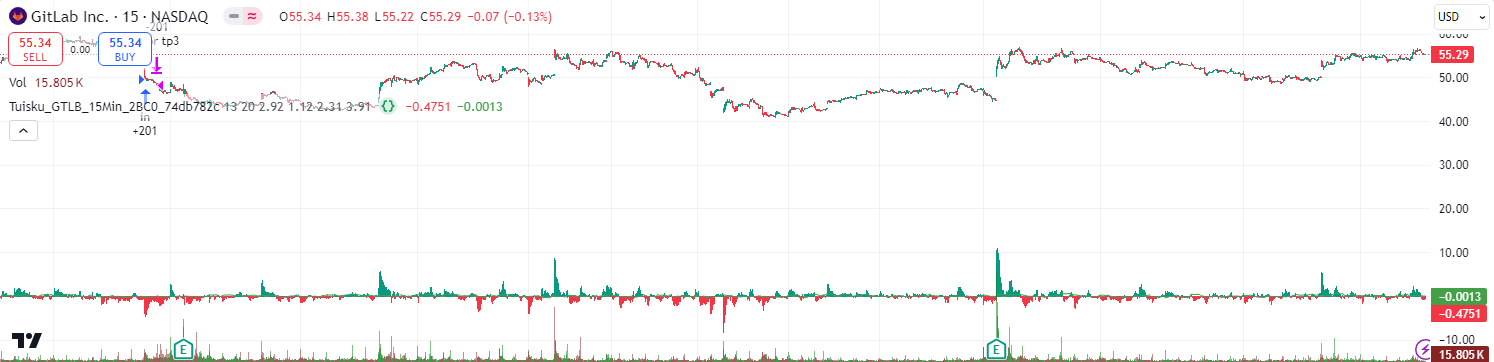 GitLab Inc. · 15 · NASDAQ O55.34 H55.38 L55.22 C55.29 −0.07 (−0.13%)
USD
-201
tp3
55.34 SELL
0.00
55.34 BUY
Vol 15.805 K
Tuisku_GTLB_15Min_2BC0_74db782C 13 20 2.92 1.12 2.31 3.91 {} −0.4751 −0.0013
in
+201
60.00
55.29
50.00
40.00
30.00
20.00
10.00
−0.0013
−0.4751
−10.00
15.805 K
E
E